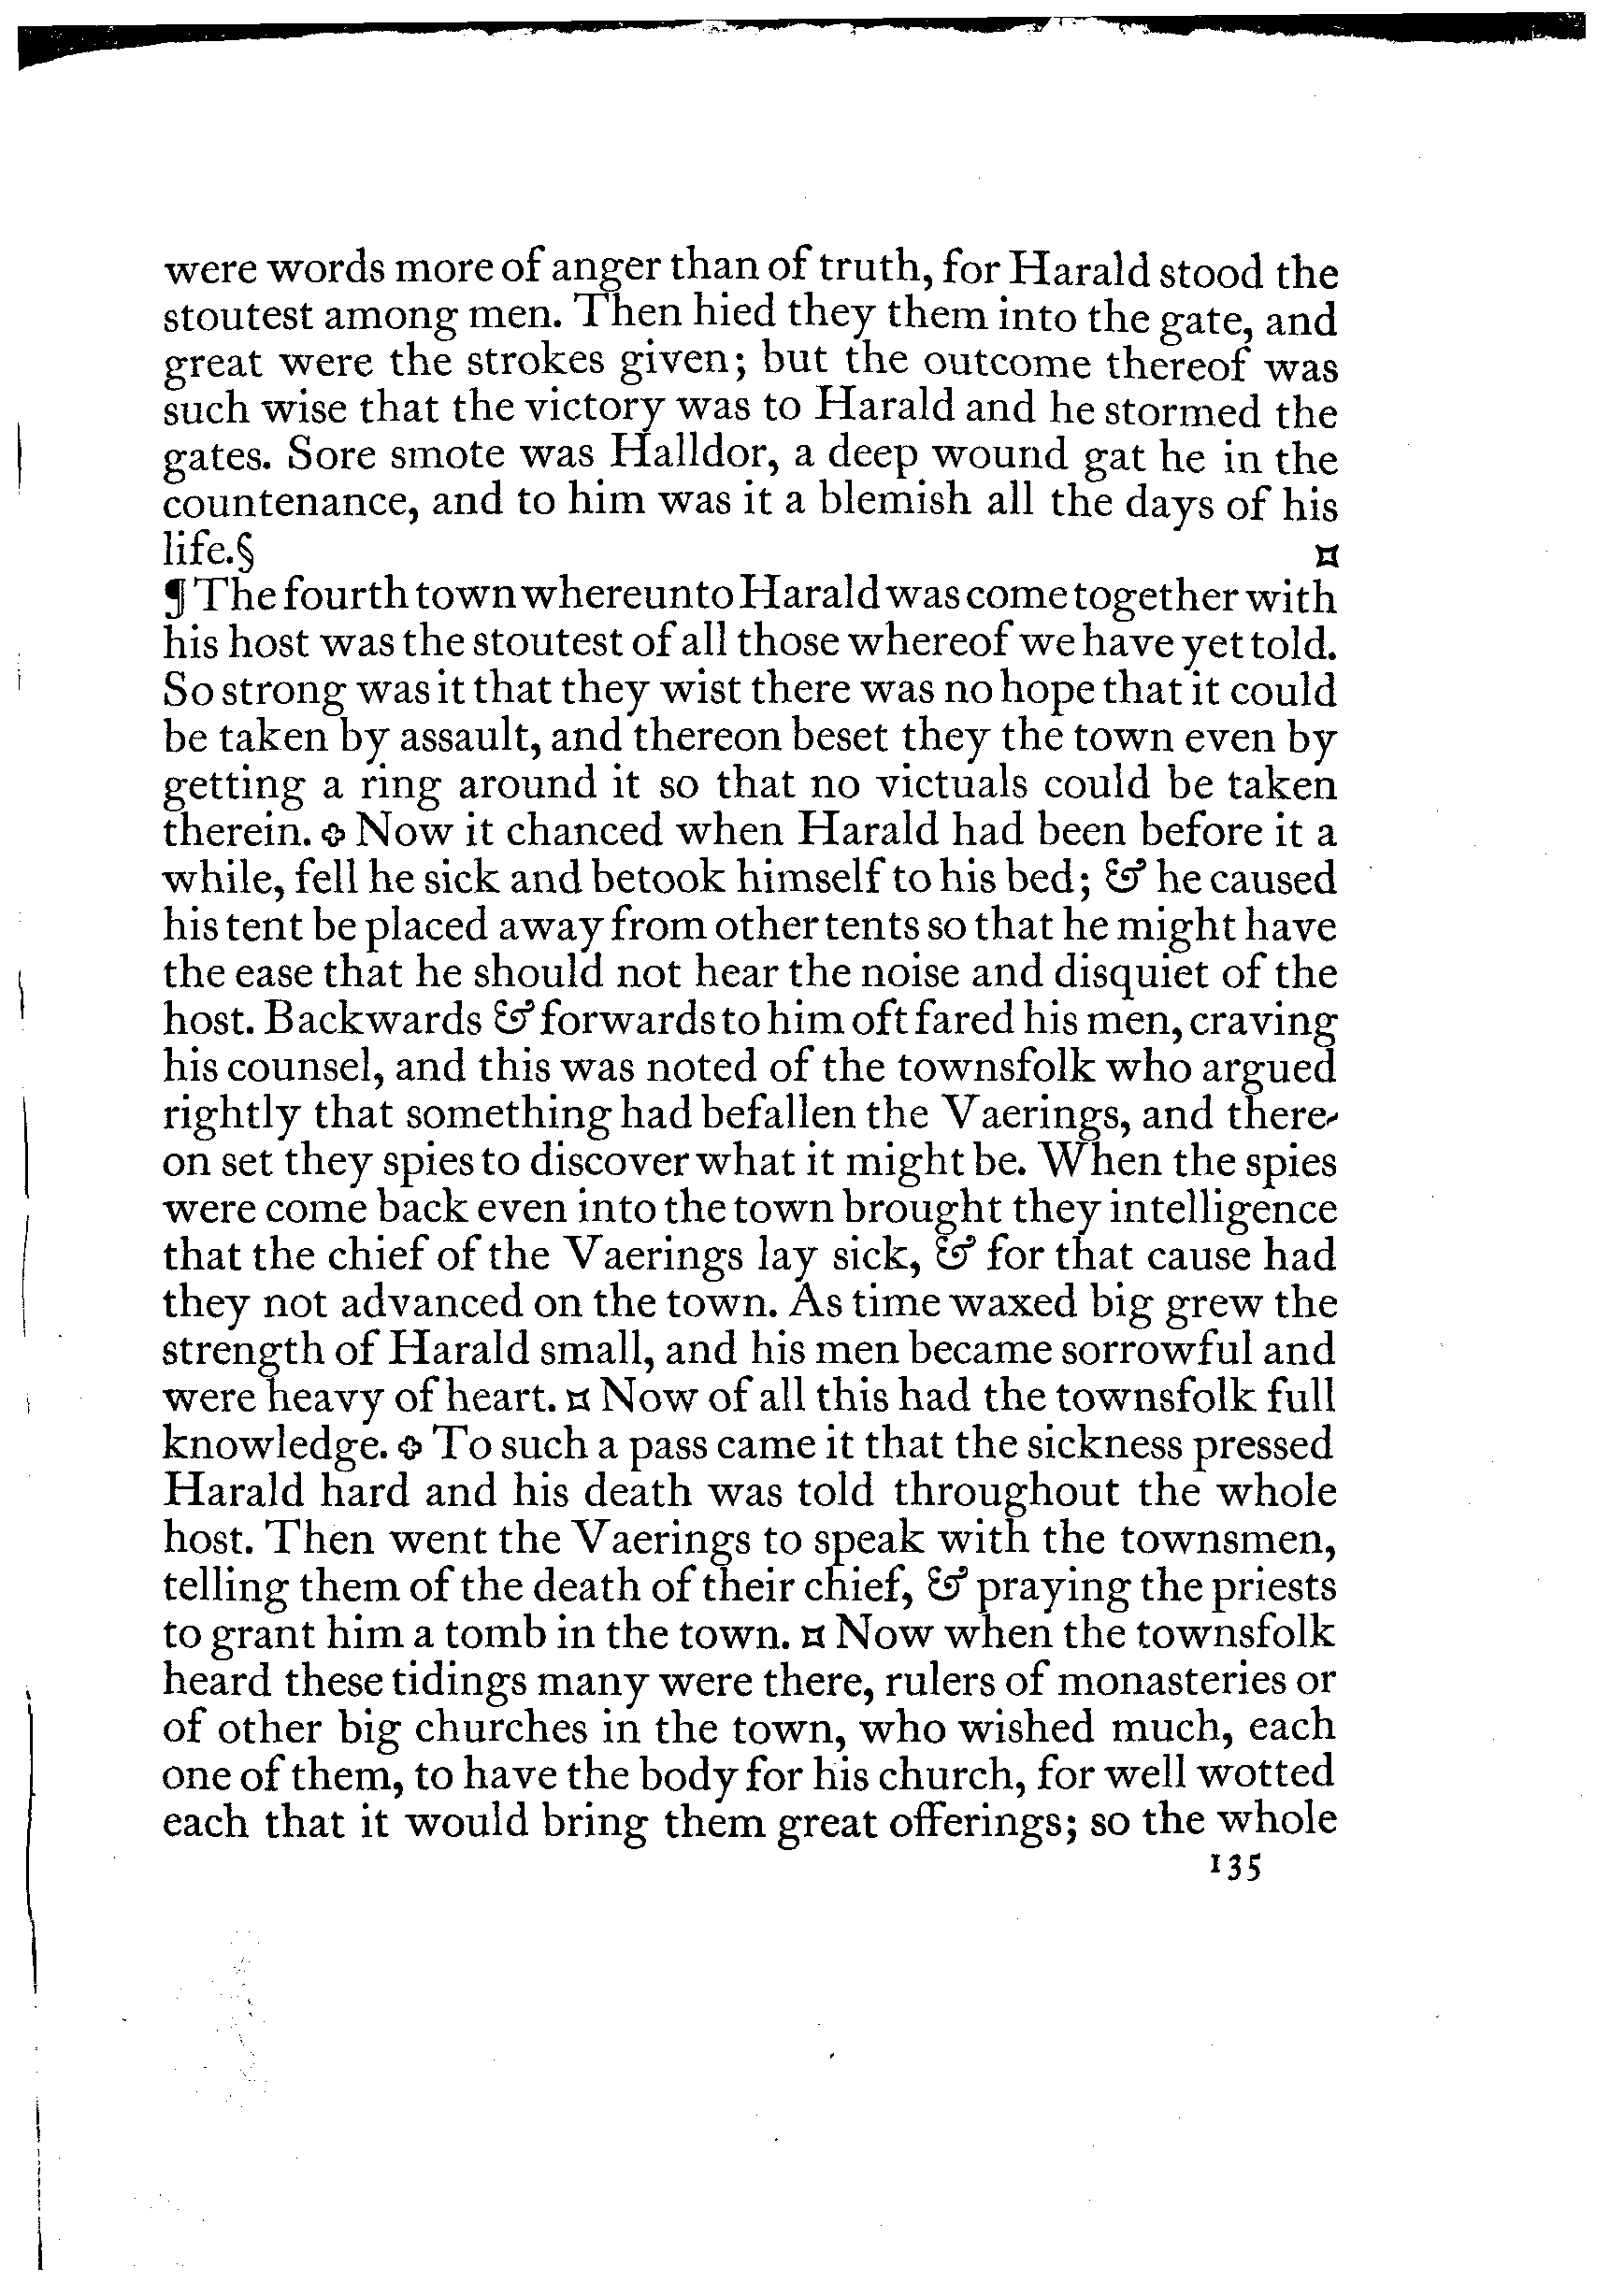 were words more of anger than of truth, for Harald stood the
stoutest among men. Then hied they them into the gate, and
great were the strokes given; but the outcome thereof was
such wise that the victory was to Harald and he stormed the
gates. Sore smote was Halldor, a deep wound gat he in the
countenance, and to him was it a blemish all the days of his
life.§ ¤
¶ The fourth town whereunto Harald was come together with
his host was the stoutest of all those whereof we have yet told.
So strong was it that they wist there was no hope that it could
be taken by assault, and thereon beset they the town even by
getting a ring around it so that no victuals could be taken
therein. ✥ Now it chanced when Harald had been before it a
while, fell he sick and betook himself to his bed; & he caused
his tent be placed away from other tents so that he might have
the ease that he should not hear the noise and disquiet of the
host. Backwards & forwards to him oft fared his men, craving
his counsel, and this was noted of the townsfolk who argued
rightly that something had befallen the Vaerings, and there-
on set they spies to discover what it might be. When the spies
were come back even into the town brought they intelligence
that the chief of the Vaerings lay sick, & for that cause had
they not advanced on the town. As time waxed big grew the
strength of Harald small, and his men became sorrowful and
were heavy of heart. ¤ Now of all this had the townsfolk full
knowledge. ✥ To such a pass came it that the sickness pressed
Harald hard and his death was told throughout the whole
host. Then went the Vaerings to speak with the townsmen,
telling them of the death of their chief, & praying the priests
to grant him a tomb in the town. ¤ Now when the townsfolk
heard these tidings many were there, rulers of monasteries or
of other big churches in the town, who wished much, each
one of them, to have the body for his church, for well wotted
each that it would bring them great offerings; so the whole
135